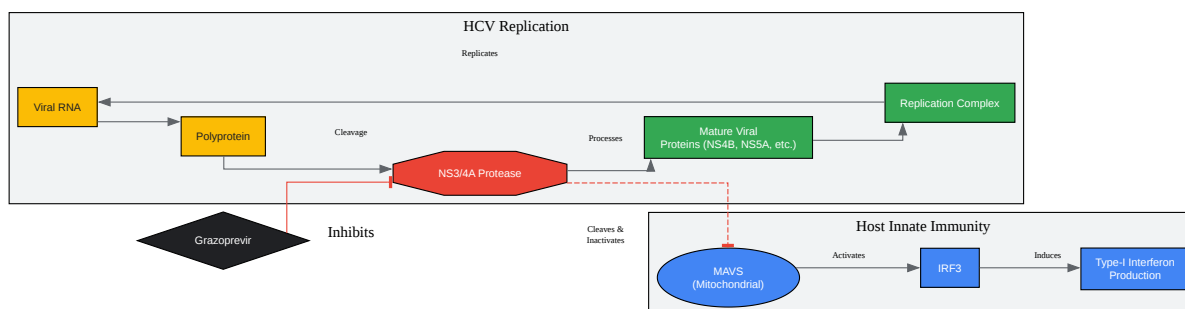 HCV Replication
Replicates
Viral RNA
Replication Complex
Polyprotein
Cleavage
Processes
Mature Viral
Proteins (NS4B, NS5A, etc.)
NS3/4A Protease
Grazoprevir
Inhibits
Cleaves &
Inactivates
Host Innate Immunity
MAVS
(Mitochondrial)
Activates
IRF3
Induces
Type-I Interferon
Production